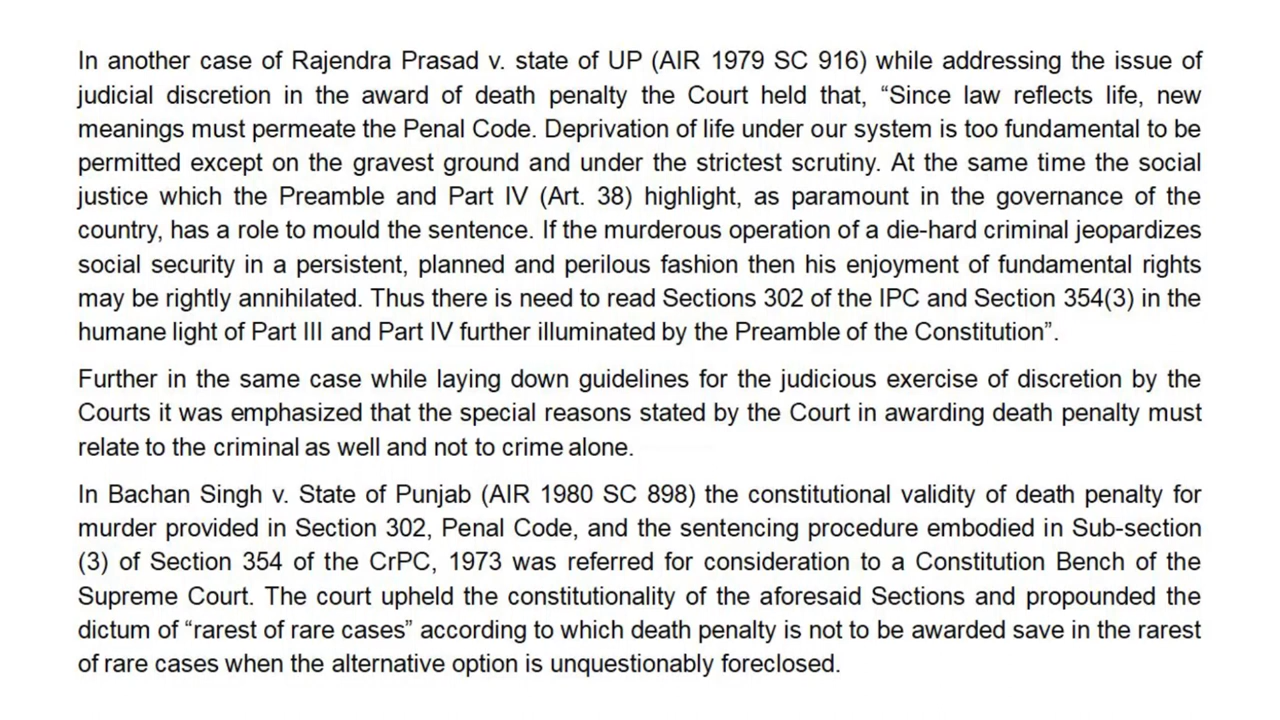 In another case of Rajendra Prasad v. state of UP (AIR 1979 SC 916) while addressing the issue of
judicial discretion in the award of death penalty the Court held that, “Since law reflects life, new
meanings must permeate the Penal Code. Deprivation of life under our system is too fundamental to be
permitted except on the gravest ground and under the strictest scrutiny. At the same time the social
justice which the Preamble and Part IV (Art. 38) highlight, as paramount in the governance of the
country, has a role to mould the sentence. If the murderous operation of a die-hard criminal jeopardizes
social security in a persistent, planned and perilous fashion then his enjoyment of fundamental rights
may be rightly annihilated. Thus there is need to read Sections 302 of the IPC and Section 354(3) in the
humane light of Part III and Part IV further illuminated by the Preamble of the Constitution”.
Further in the same case while laying down guidelines for the judicious exercise of discretion by the
Courts it was emphasized that the special reasons stated by the Court in awarding death penalty must
relate to the criminal as well and not to crime alone.
In Bachan Singh v. State of Punjab (AIR 1980 SC 898) the constitutional validity of death penalty for
murder provided in Section 302, Penal Code, and the sentencing procedure embodied in Sub-section
(3) of Section 354 of the CrPC, 1973 was referred for consideration to a Constitution Bench of the
Supreme Court. The court upheld the constitutionality of the aforesaid Sections and propounded the
dictum of “rarest of rare cases” according to which death penalty is not to be awarded save in the rarest
of rare cases when the alternative option is unquestionably foreclosed.